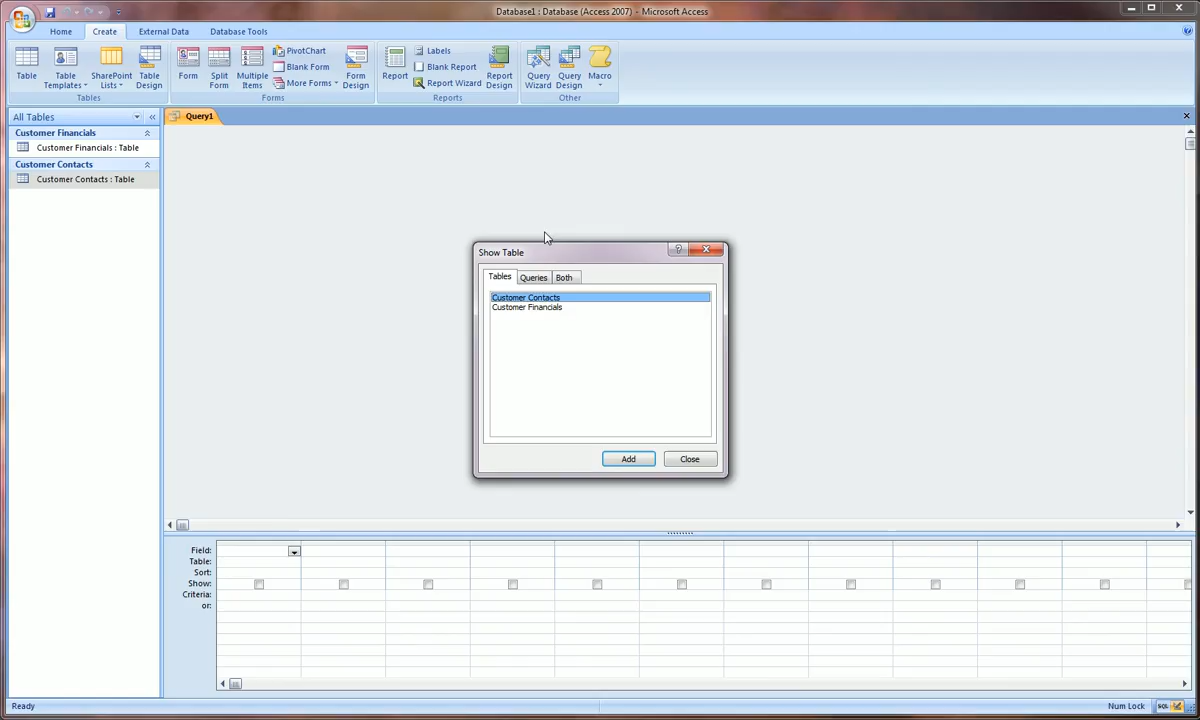 Database1 : Database (Access 2007) - Microsoft Access
Home Create External Data Database Tools
Table
Table Templates
SharePoint Lists
Table Design
Tables
Form
Split Form
Multiple Items
PivotChart
Blank Form
More Forms
Form Design
Forms
Report
Labels
Blank Report
Report Wizard
Report Design
Reports
Query Wizard
Query Design
Macro
Other
All Tables
Customer Financials
Customer Financials : Table
Customer Contacts
Customer Contacts : Table
Query1
Show Table
Tables Queries Both
Customer Contacts
Customer Financials
Add Close
Field:
Table:
Sort:
Show:
Criteria:
or:
Ready
Num Lock
SQL